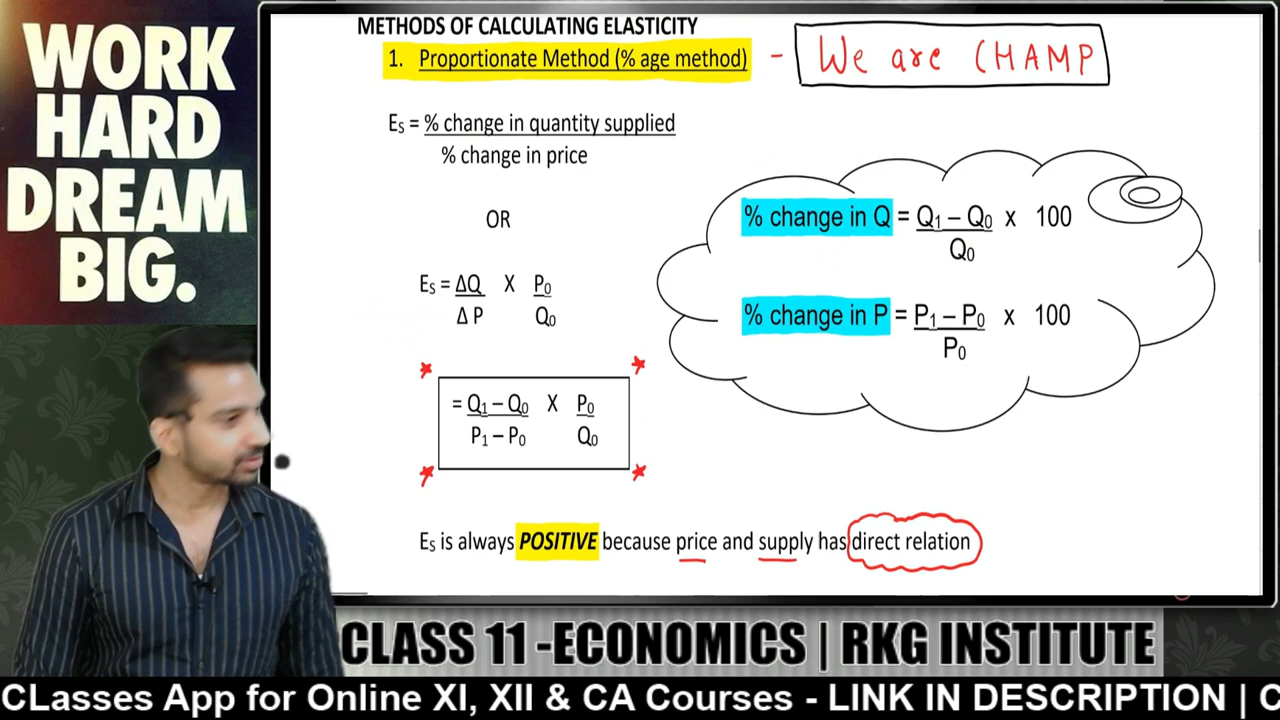 WORK
HARD
DREAM
BIG.
METHODS OF CALCULATING ELASTICITY
1. Proportionate Method (% age method) - We are CHAMP
Es = % change in quantity supplied
% change in price
OR
Es = ΔQ X P0
ΔP Q0
= Q1 – Q0 X P0
P1 – P0 Q0
% change in Q = Q1 – Q0 x 100
Q0
% change in P = P1 – P0 x 100
P0
Es is always POSITIVE because price and supply has direct relation
CLASS 11 -ECONOMICS | RKG INSTITUTE
CLasses App for Online XI, XII & CA Courses - LINK IN DESCRIPTION | C